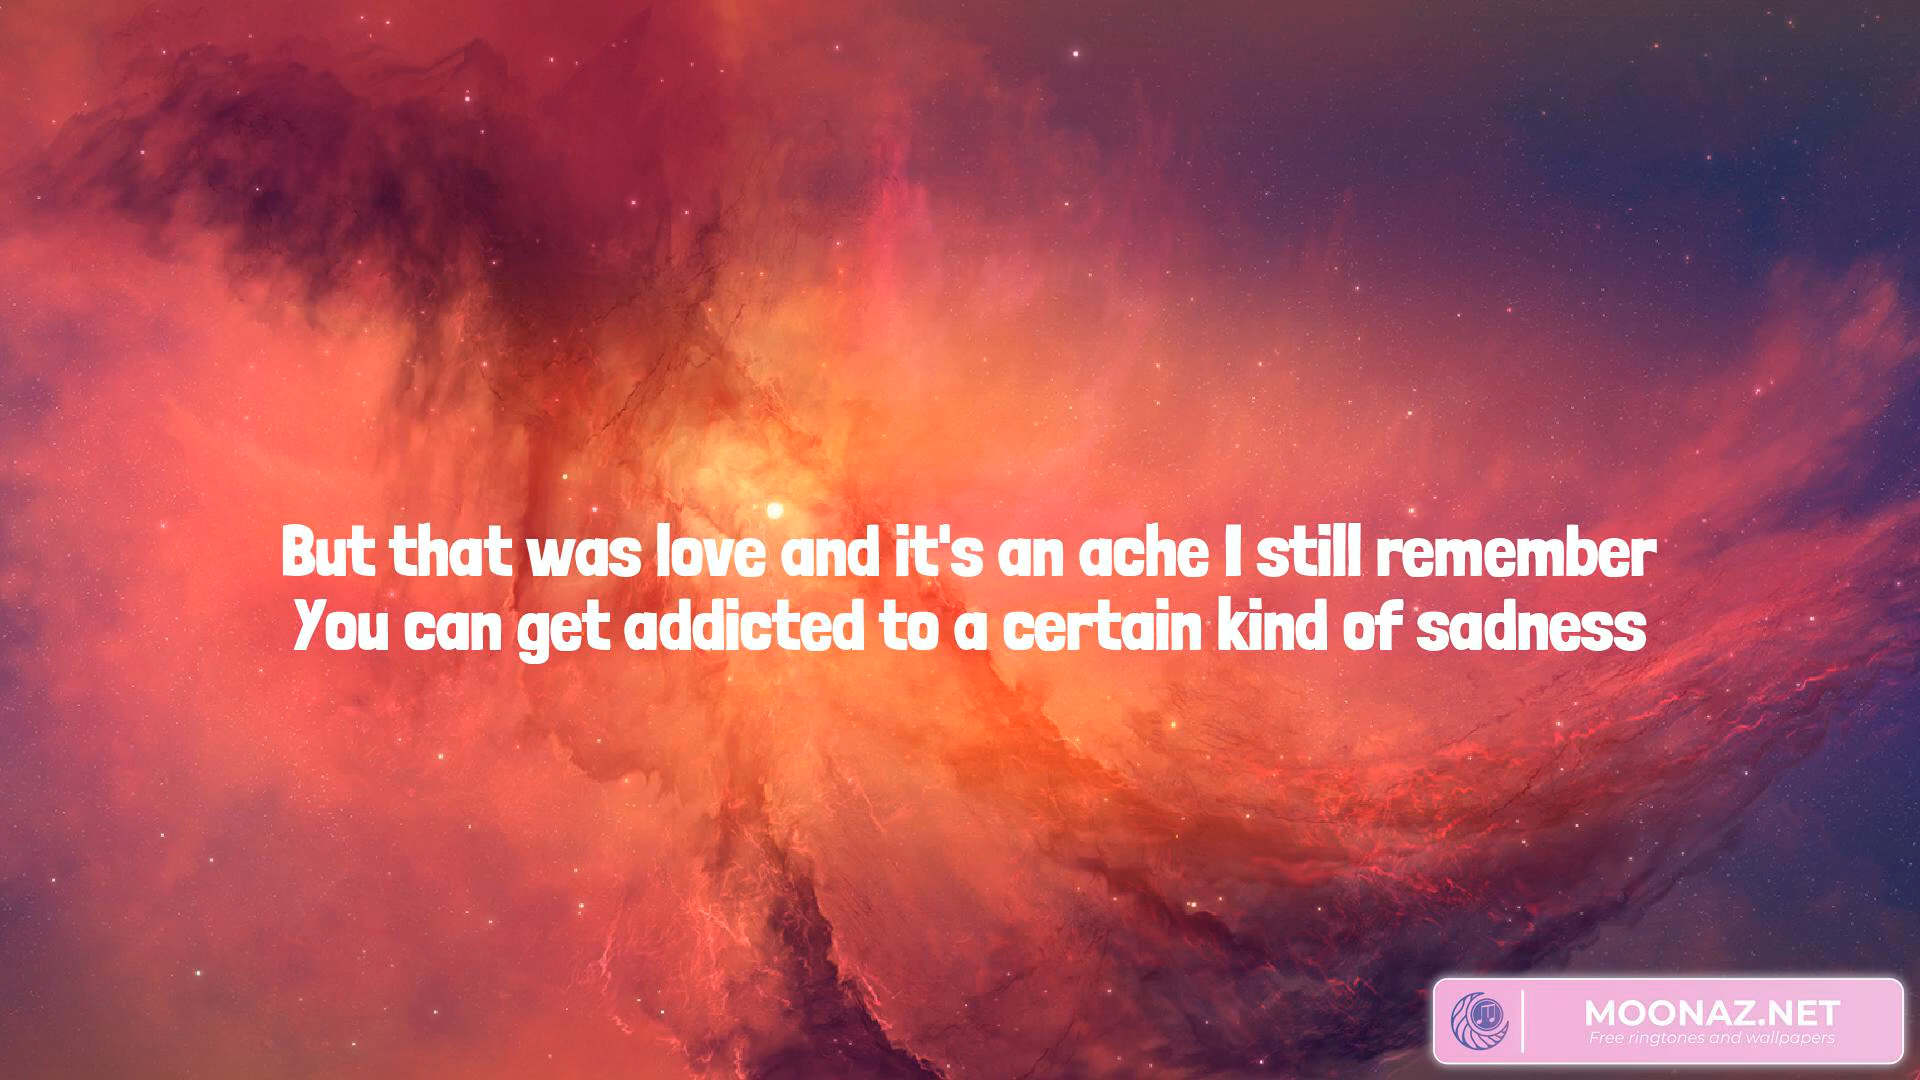 But that was love and it's an ache I still remember
You can get addicted to a certain kind of sadness
MOONAZ.NET
Free ringtones and wallpapers